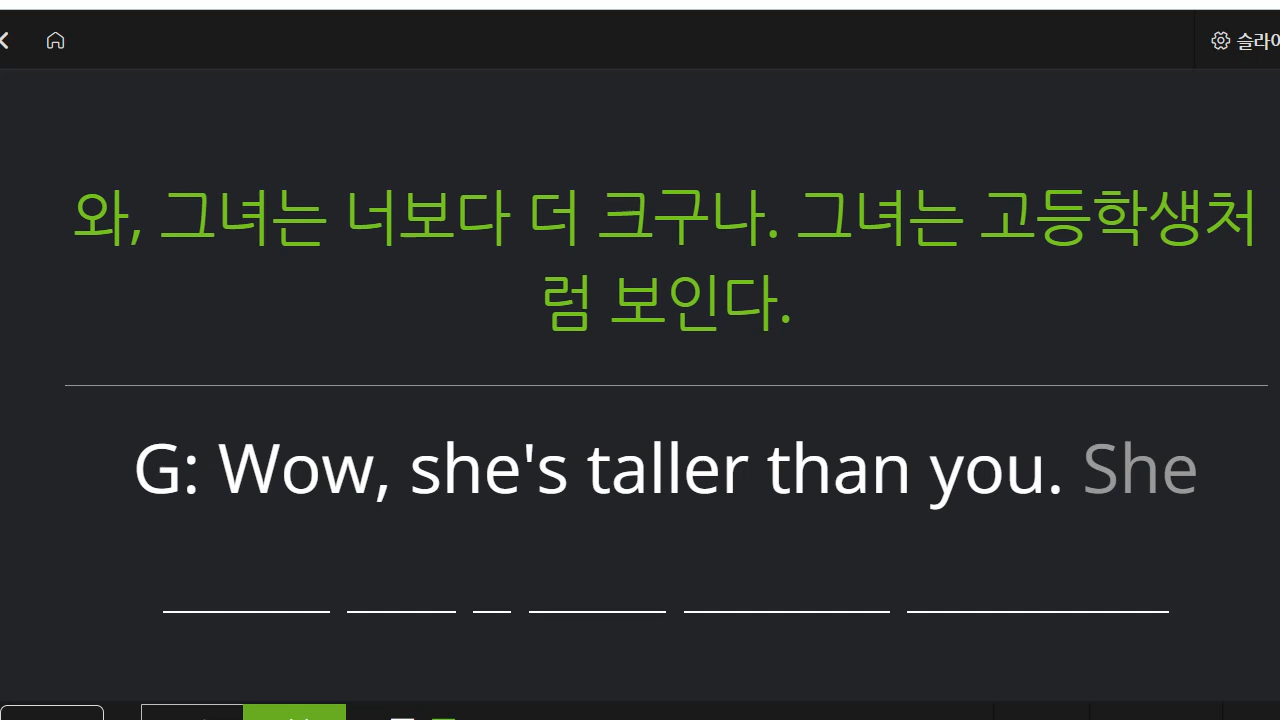 슬라이
와, 그녀는 너보다 더 크구나. 그녀는 고등학생처
럼 보인다.
G: Wow, she's taller than you. She